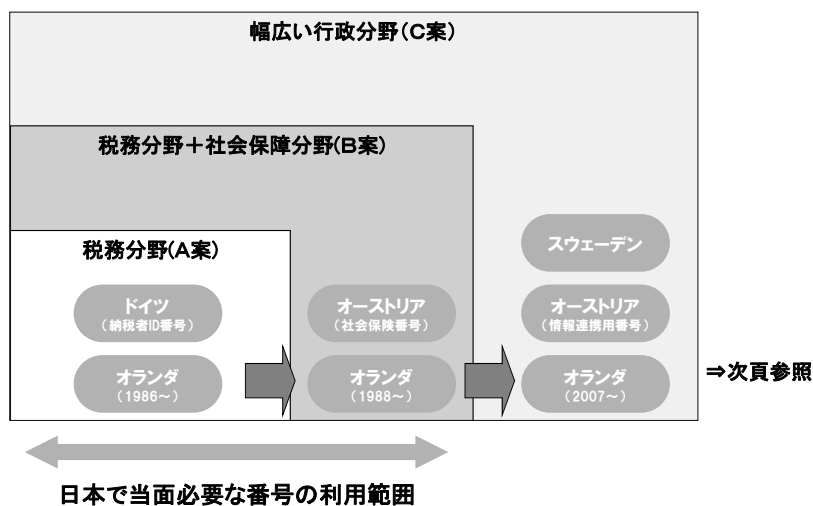 幅広い行政分野(C案)
税務分野+社会保障分野(B案)
税務分野(A案)
スウェーデン
ドイツ
(納税者ID番号)
オーストリア
(社会保険番号)
オーストリア
(情報連携用番号)
オランダ
(1986~)
オランダ
(1988~)
オランダ
(2007~)
⇒次頁参照
日本で当面必要な番号の利用範囲